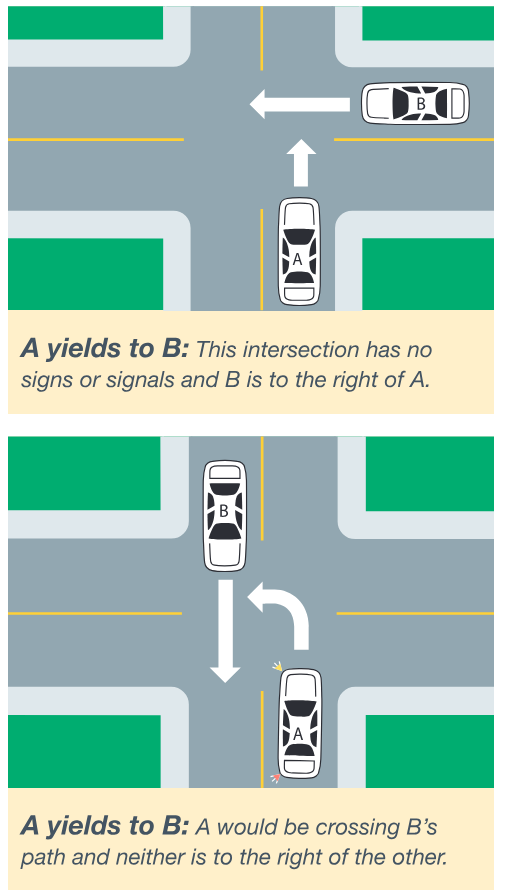 B
A
A yields to B: This intersection has no
signs or signals and B is to the right of A.
B
A
A yields to B: A would be crossing B’s
path and neither is to the right of the other.